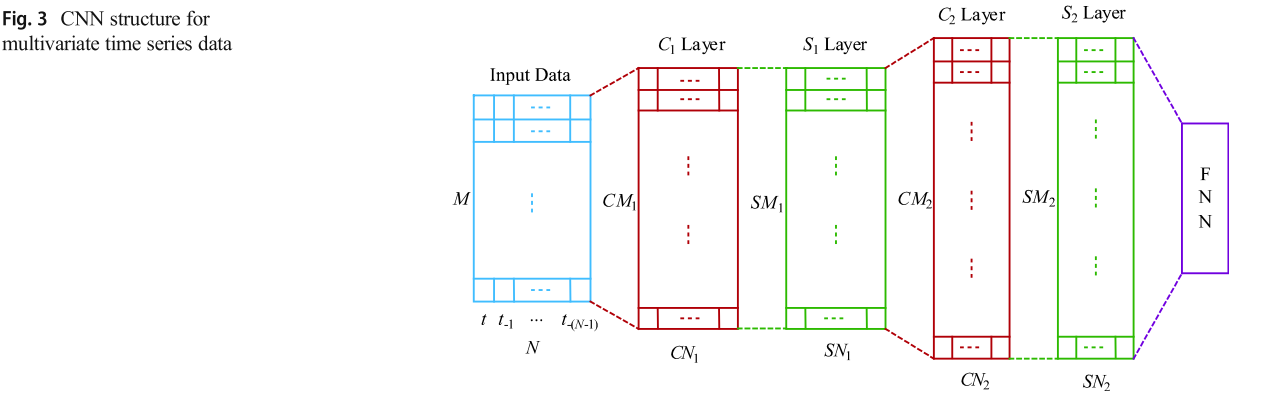 Fig. 3 CNN structure for
multivariate time series data
C2 Layer
S2 Layer
C1 Layer
S1 Layer
Input Data
M
CM1
SM1
CM2
SM2
F
N
N
t t-1 ... t-(N-1)
N
CN1
SN1
CN2
SN2